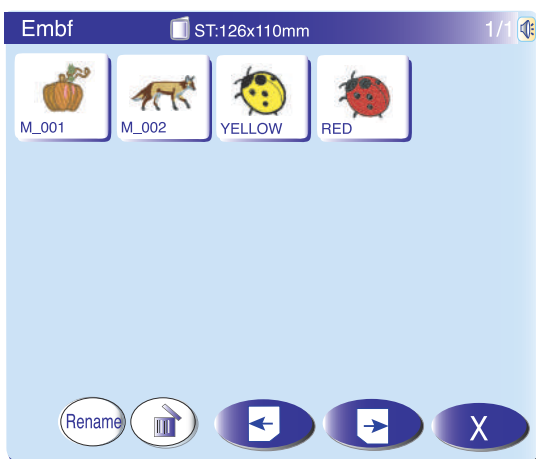 Embf ST:126x110mm 1/1
M_001 M_002 YELLOW RED
Rename X